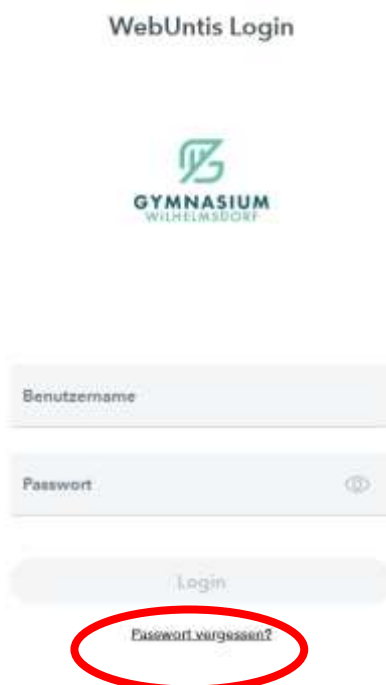 WebUntis Login
GYMNASIUM
WILHELMSDORF
Benutzername
Passwort
Login
Passwort vergessen?